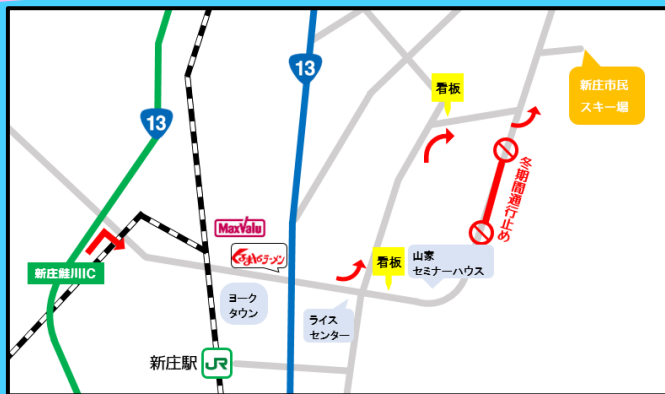 13
13
看板
新庄市民
スキー場
冬期間通行止め
MaxValu
くるまやラーメン
新庄鮭川IC
看板
山家
セミナーハウス
ヨーク
タウン
ライス
センター
新庄駅
JR